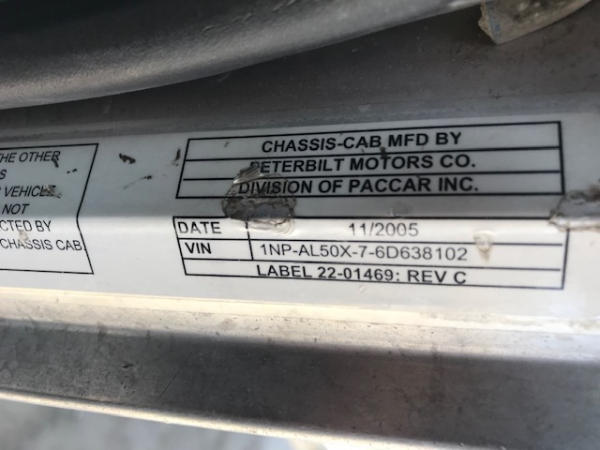 THE OTHER
S
VEHICLE
NOT
CTED BY
CHASSIS CAB
CHASSIS-CAB MFD BY
PETERBILT MOTORS CO.
DIVISION OF PACCAR INC.
DATE 11/2005
VIN 1NP-AL50X-7-6D638102
LABEL 22-01469: REV C